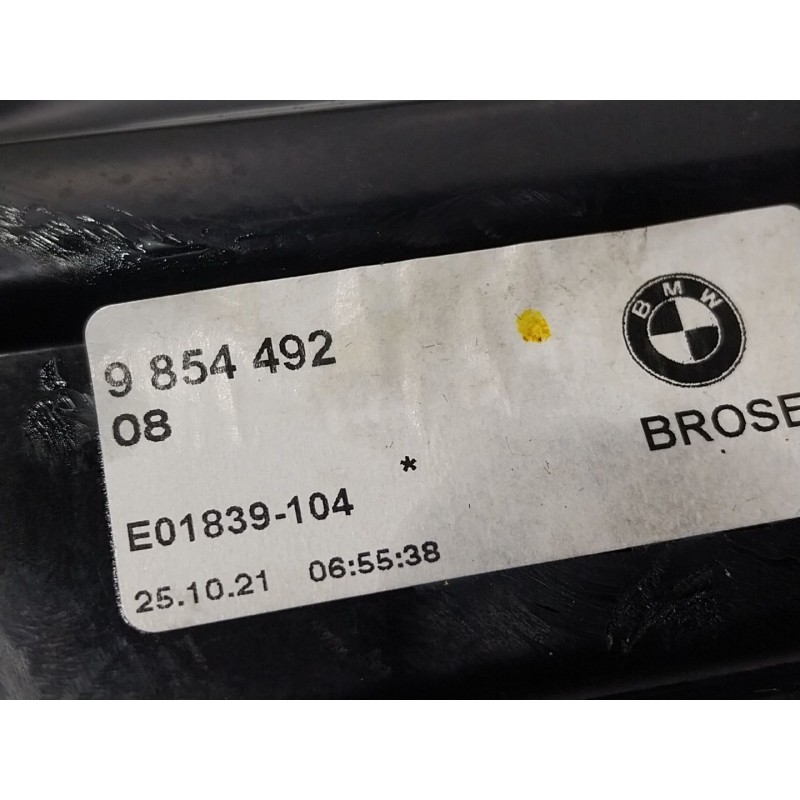 9 854 492
08
*
E01839-104
25.10.21 06:55:38
BMW
BROSE